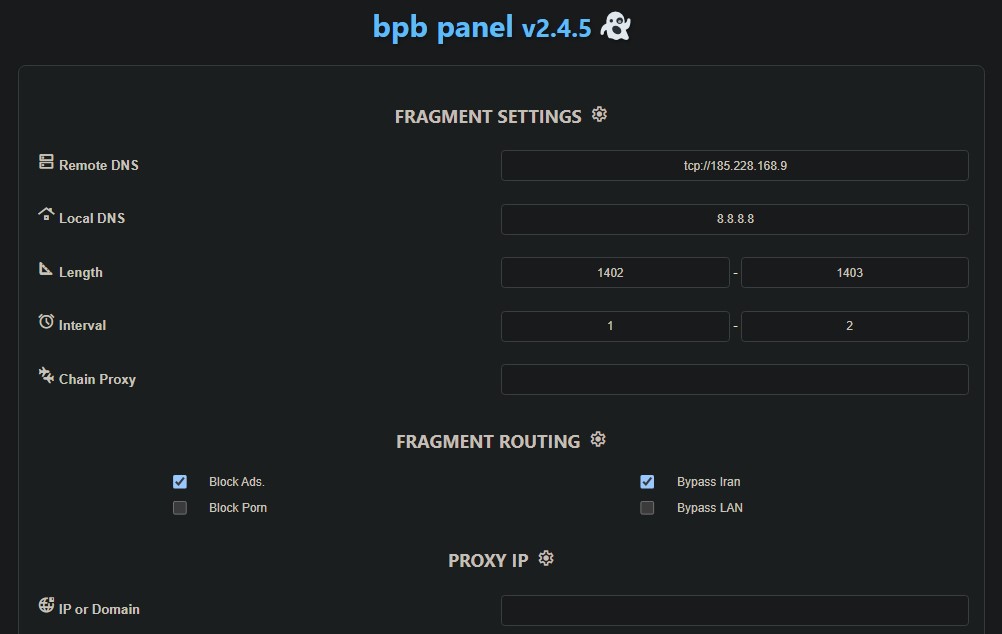 bpb panel v2.4.5
FRAGMENT SETTINGS
Remote DNS tcp://185.228.168.9
Local DNS 8.8.8.8
Length 1402 - 1403
Interval 1 - 2
Chain Proxy
FRAGMENT ROUTING
Block Ads. Bypass Iran
Block Porn Bypass LAN
PROXY IP
IP or Domain